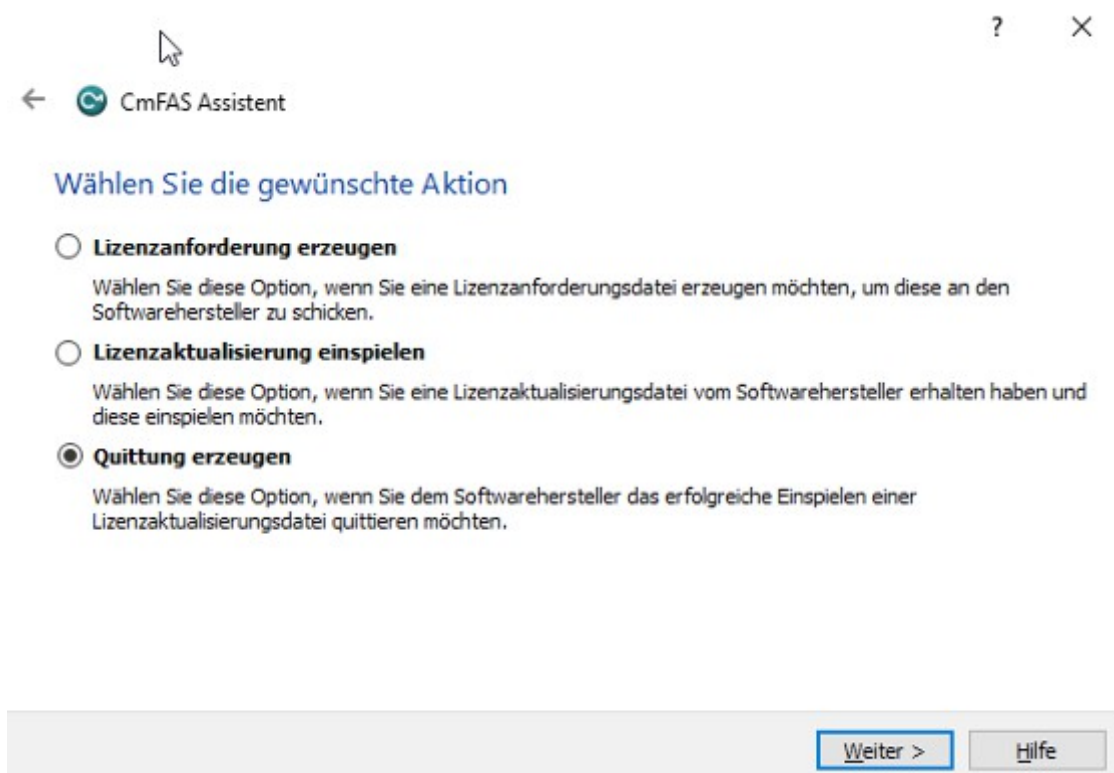 ?
CmFAS Assistent
Wählen Sie die gewünschte Aktion
Lizenzanforderung erzeugen
Wählen Sie diese Option, wenn Sie eine Lizenzanforderungsdatei erzeugen möchten, um diese an den
Softwarehersteller zu schicken.
Lizenzaktualisierung einspielen
Wählen Sie diese Option, wenn Sie eine Lizenzaktualisierungsdatei vom Softwarehersteller erhalten haben und
diese einspielen möchten.
Quittung erzeugen
Wählen Sie diese Option, wenn Sie dem Softwarehersteller das erfolgreiche Einspielen einer
Lizenzaktualisierungsdatei quittieren möchten.
Weiter > Hilfe